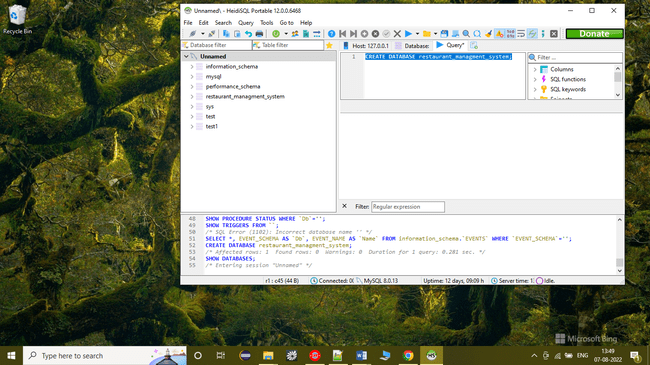 Recycle Bin
Unnamed\ - HeidiSQL Portable 12.0.0.6468
File Edit Search Query Tools Go to Help
Donate
Database filter Table filter
Host: 127.0.0.1 Database: Query*
Unnamed
information_schema
mysql
performance_schema
restaurant_managment_system
sys
test
test1
1 CREATE DATABASE restaurant_managment_system;
Filter ...
Columns
SQL functions
SQL keywords
Filter: Regular expression
48 SHOW PROCEDURE STATUS WHERE `Db`='';
49 SHOW TRIGGERS FROM ``;
50 /* SQL Error (1102): Incorrect database name '' */
51 SELECT *, EVENT_SCHEMA AS `Db`, EVENT_NAME AS `Name` FROM information_schema.`EVENTS` WHERE `EVENT_SCHEMA`='';
52 CREATE DATABASE restaurant_managment_system;
53 /* Affected rows: 1 Found rows: 0 Warnings: 0 Duration for 1 query: 0.281 sec. */
54 SHOW DATABASES;
55 /* Entering session "Unnamed" */
r1 : c45 (44 B) Connected: 00 MySQL 8.0.13 Uptime: 12 days, 09:09 h Server time: 1 Idle.
Microsoft Bing
Type here to search
ENG
13:49
07-08-2022